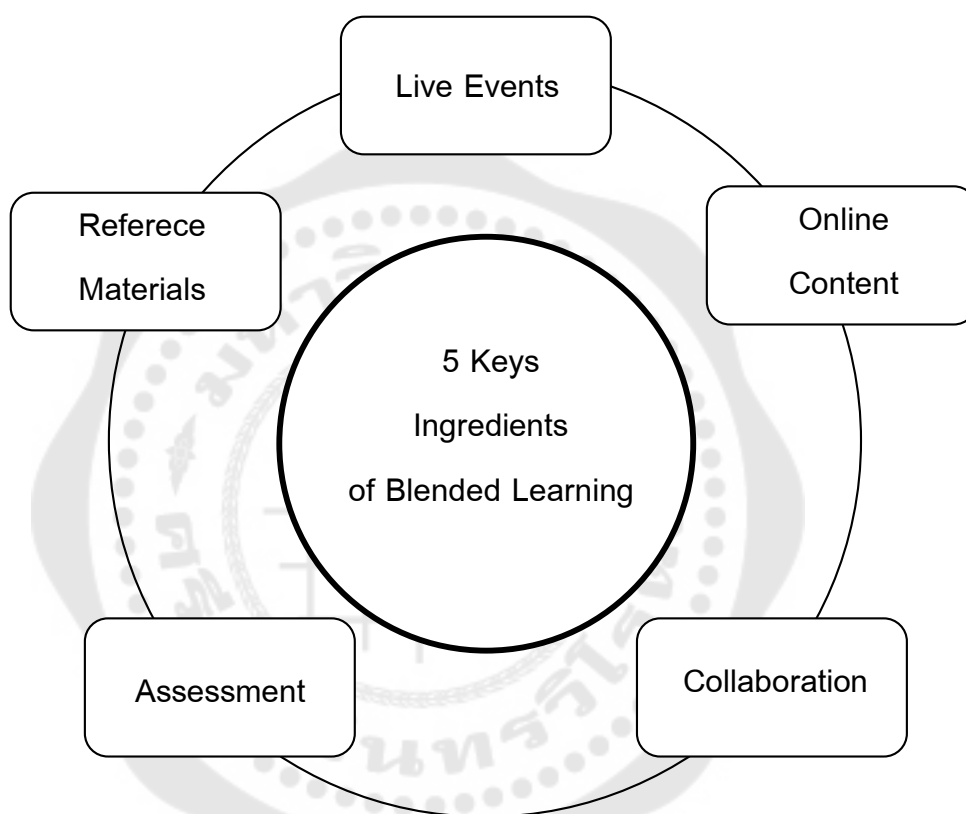 Live Events
Referece
Materials
Online
Content
5 Keys
Ingredients
of Blended Learning
Assessment
Collaboration